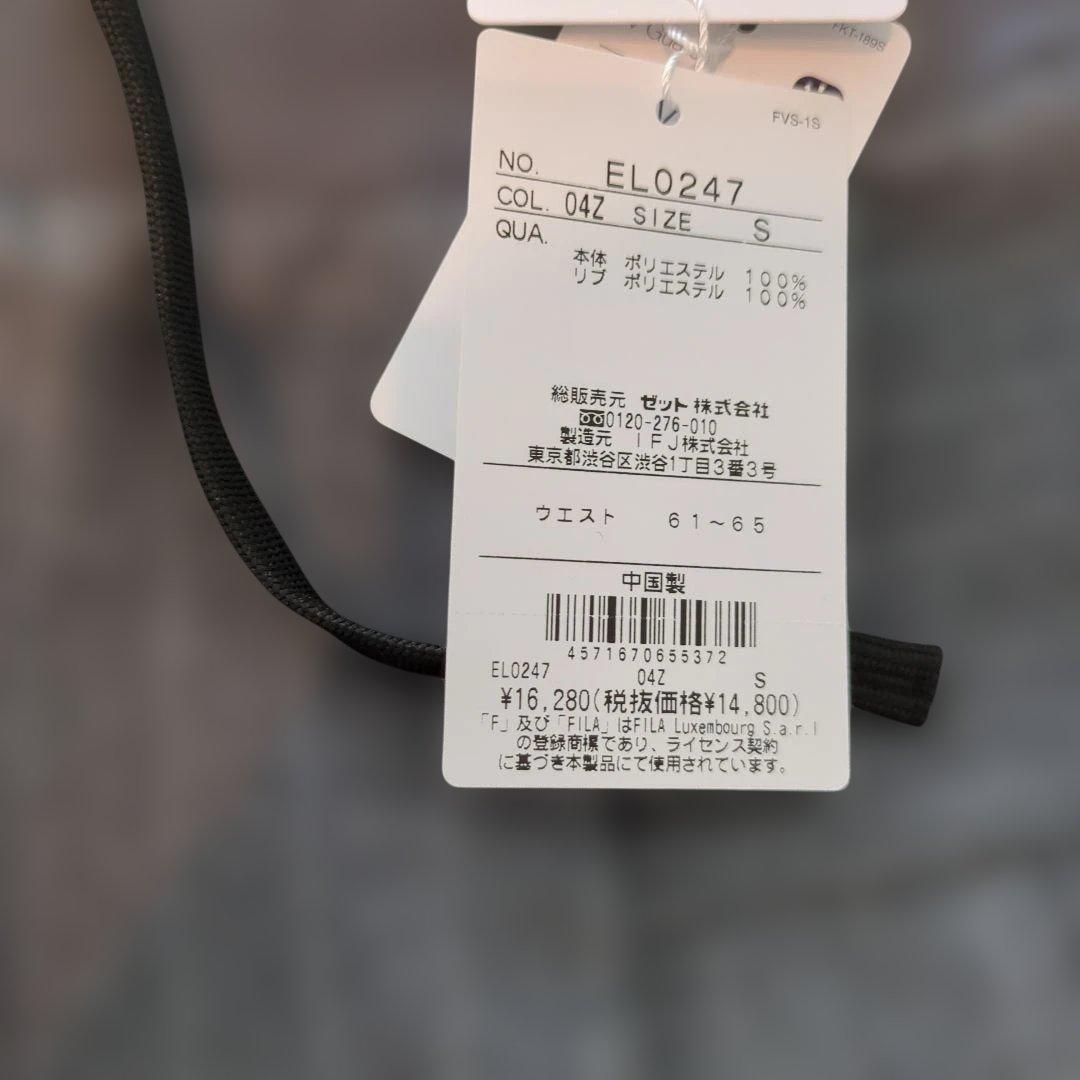 FKT-189S
FVS-1S
NO. EL0247
COL. 04Z SIZE S
QUA.
本体 ポリエステル 100%
リブ ポリエステル 100%
総販売元 ゼット株式会社
0120-276-010
製造元 IFJ株式会社
東京都渋谷区渋谷1丁目3番3号
ウエスト 61~65
中国製
4571670655372
EL0247 04Z S
¥16,280(税抜価格¥14,800)
「F」及び「FILA」はFILA Luxembourg S.a.r.l
の登録商標であり、ライセンス契約
に基づき本製品にて使用されています。